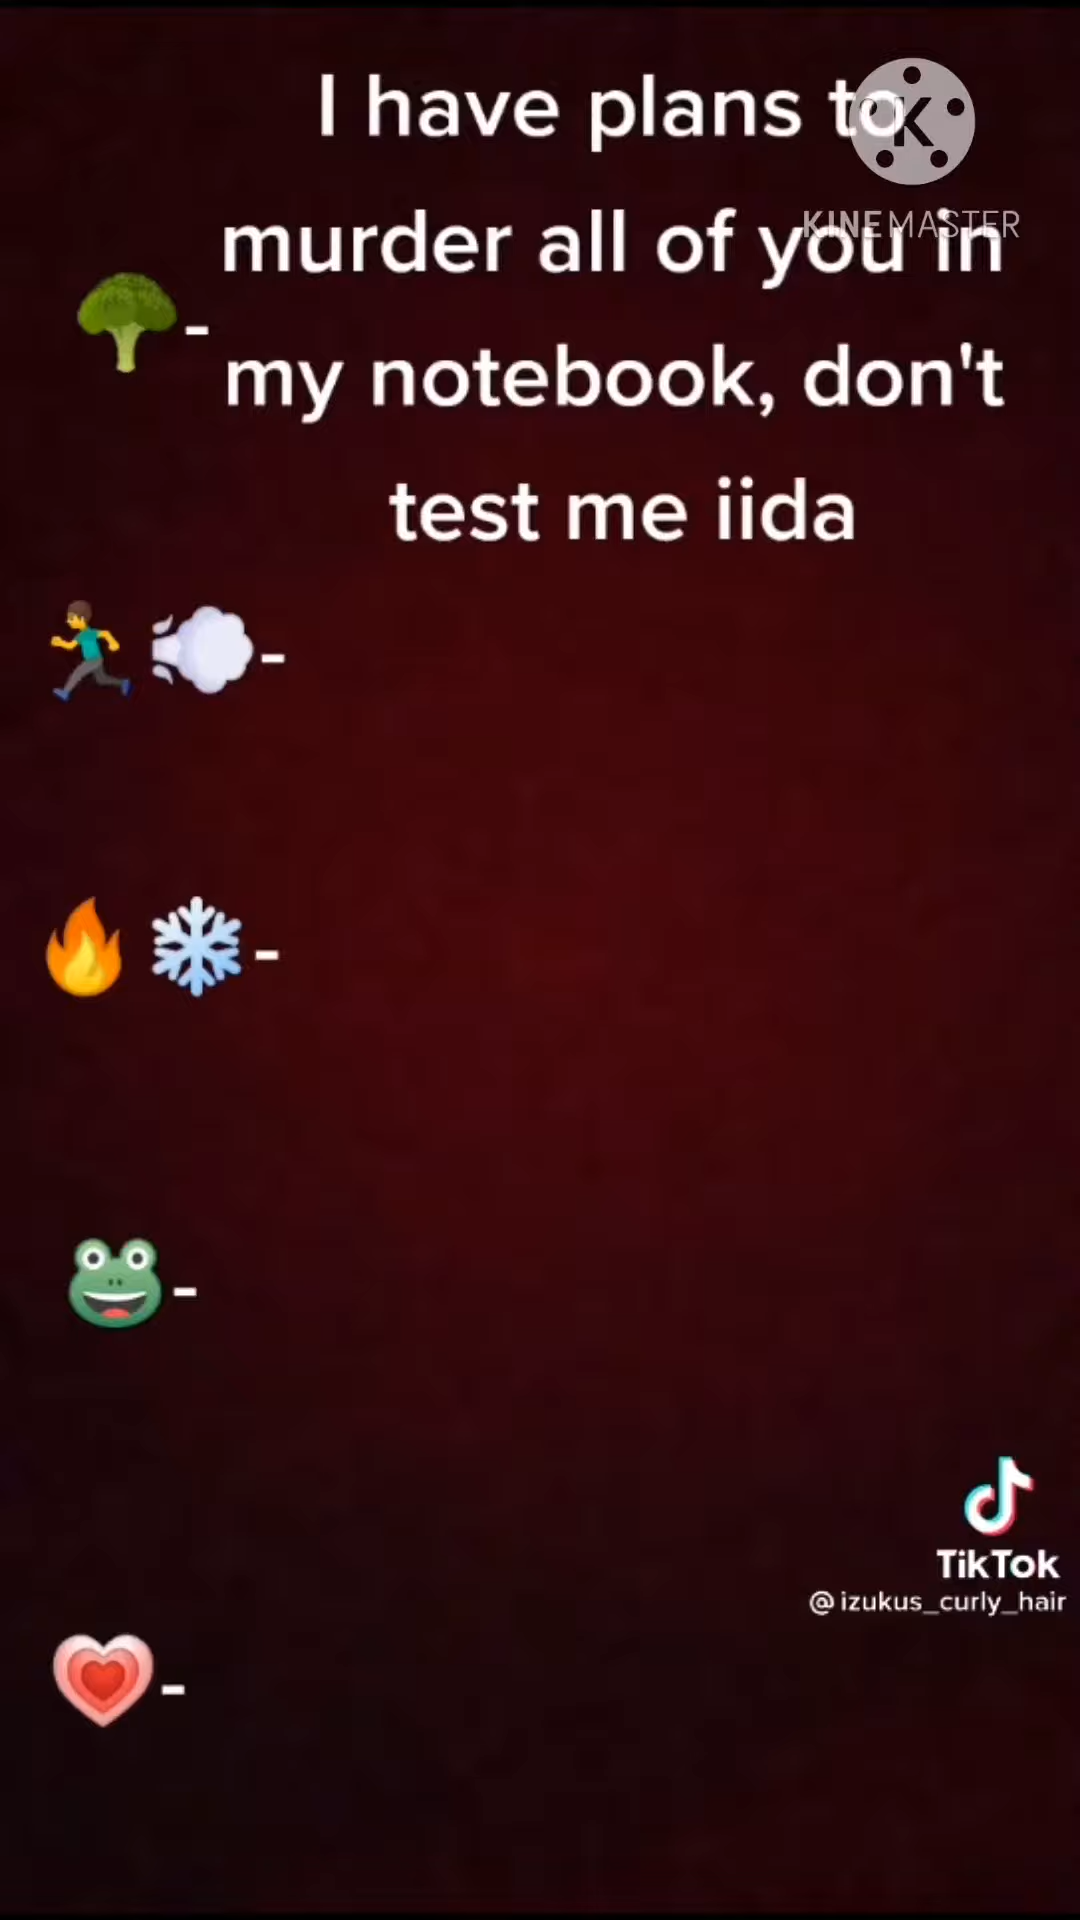 I have plans to
murder all of you in
🥦- my notebook, don't
test me iida
🏃‍♂️💨-
🔥❄️-
🐸-
💗-
K
KINEMASTER
TikTok
@izukus_curly_hair